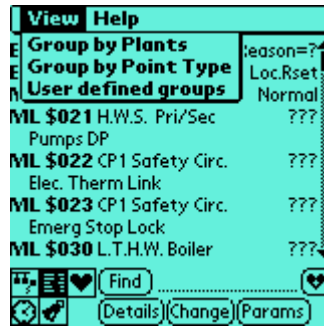 View Help
Group by Plants
Group by Point Type
User defined groups
Reason=?
Loc.Rset
Normal
ML $021 H.W.S. Pri/Sec ???
Pumps DP
ML $022 CP1 Safety Circ. ???
Elec. Therm Link
ML $023 CP1 Safety Circ. ???
Emerg Stop Lock
ML $030 L.T.H.W. Boiler ???
Find
Details Change Params